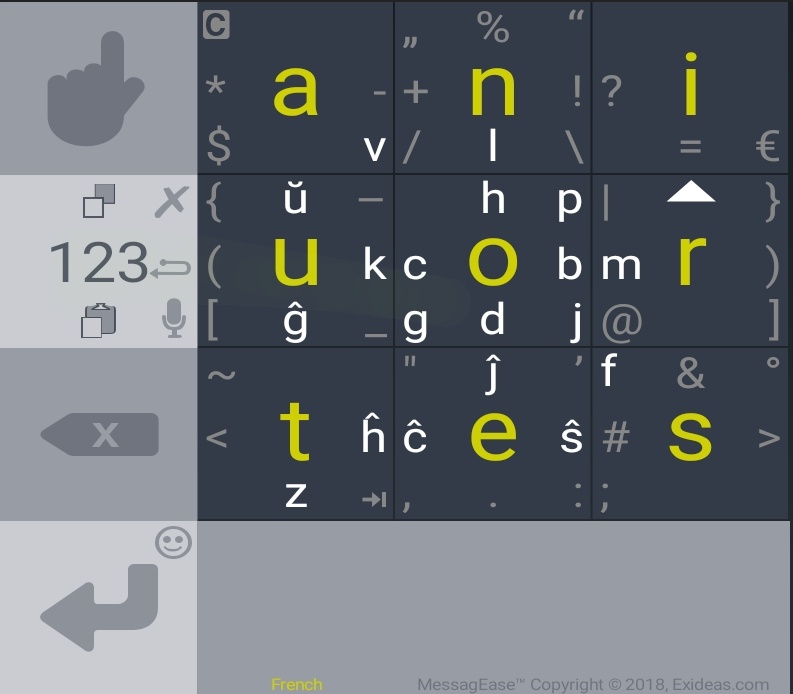 C „ % “
* a - + n ! ? i
$ v / l \ = €
{ ŭ – h p | }
123 ( u k c o b m r )
[ ĝ _ g d j @ ]
~ " ĵ ’ f & °
X < t ĥ ĉ e ŝ # s >
z , . : ;
French MessagEase™ Copyright © 2018, Exideas.com